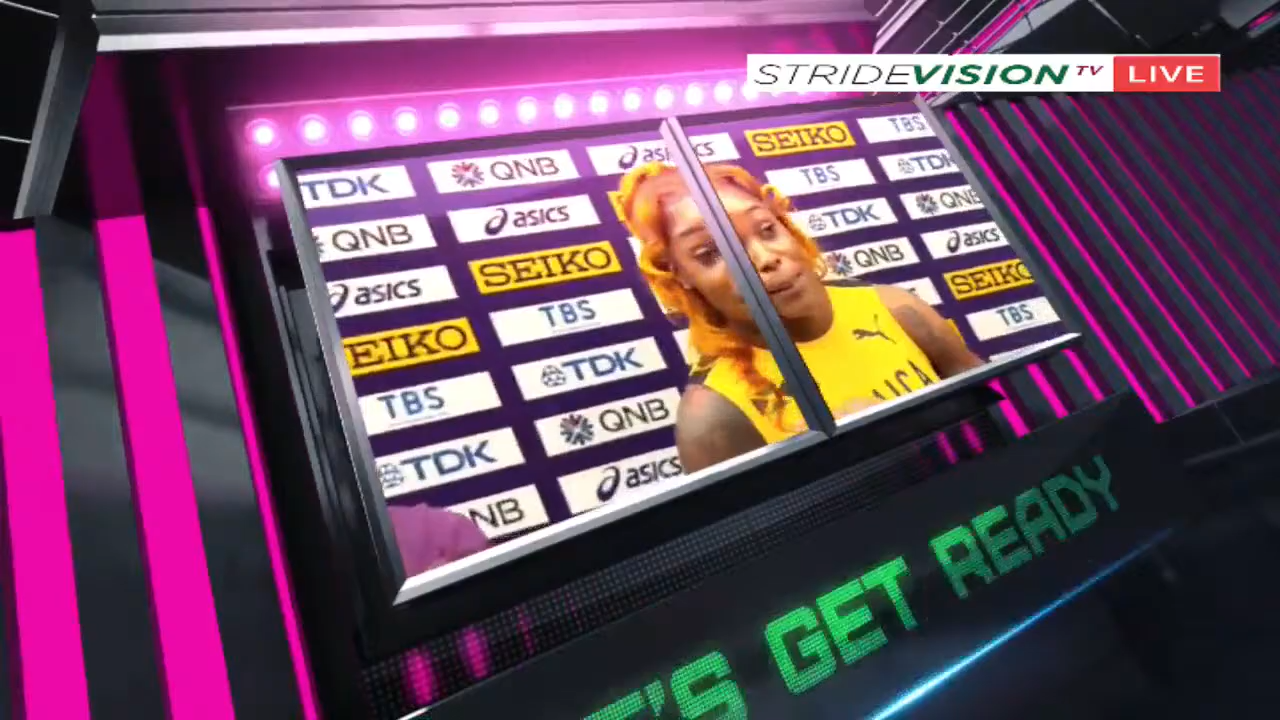 STRIDEVISION TV LIVE
TDK QNB asics SEIKO TBS
QNB asics TBS TDK
asics SEIKO TDK QNB
SEIKO TBS QNB asics
TBS TDK SEIKO
TDK QNB TBS
QNB asics
GET READY